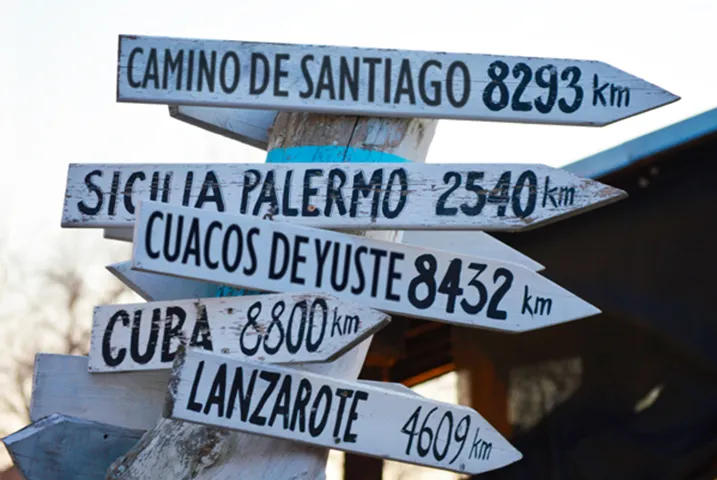 CAMINO DE SANTIAGO 8293 km
SICILIA PALERMO 2540 km
CUACOS DE YUSTE 8432 km
CUBA 8800 km
LANZAROTE 4609 km